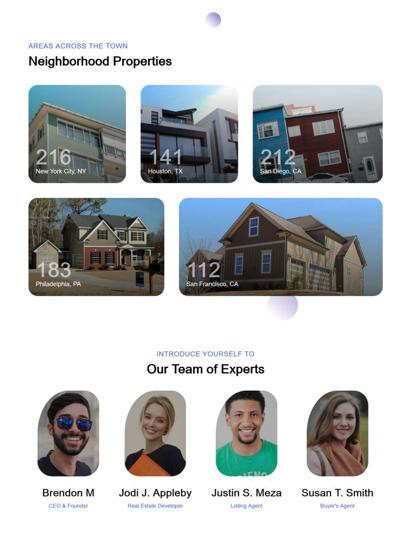 AREAS ACROSS THE TOWN
Neighborhood Properties
216
New York City, NY
141
Houston, TX
212
San Diego, CA
183
Philadelphia, PA
112
San Francisco, CA
INTRODUCE YOURSELF TO
Our Team of Experts
Brendon M
CEO & Founder
Jodi J. Appleby
Real Estate Developer
Justin S. Meza
Listing Agent
Susan T. Smith
Buyer's Agent